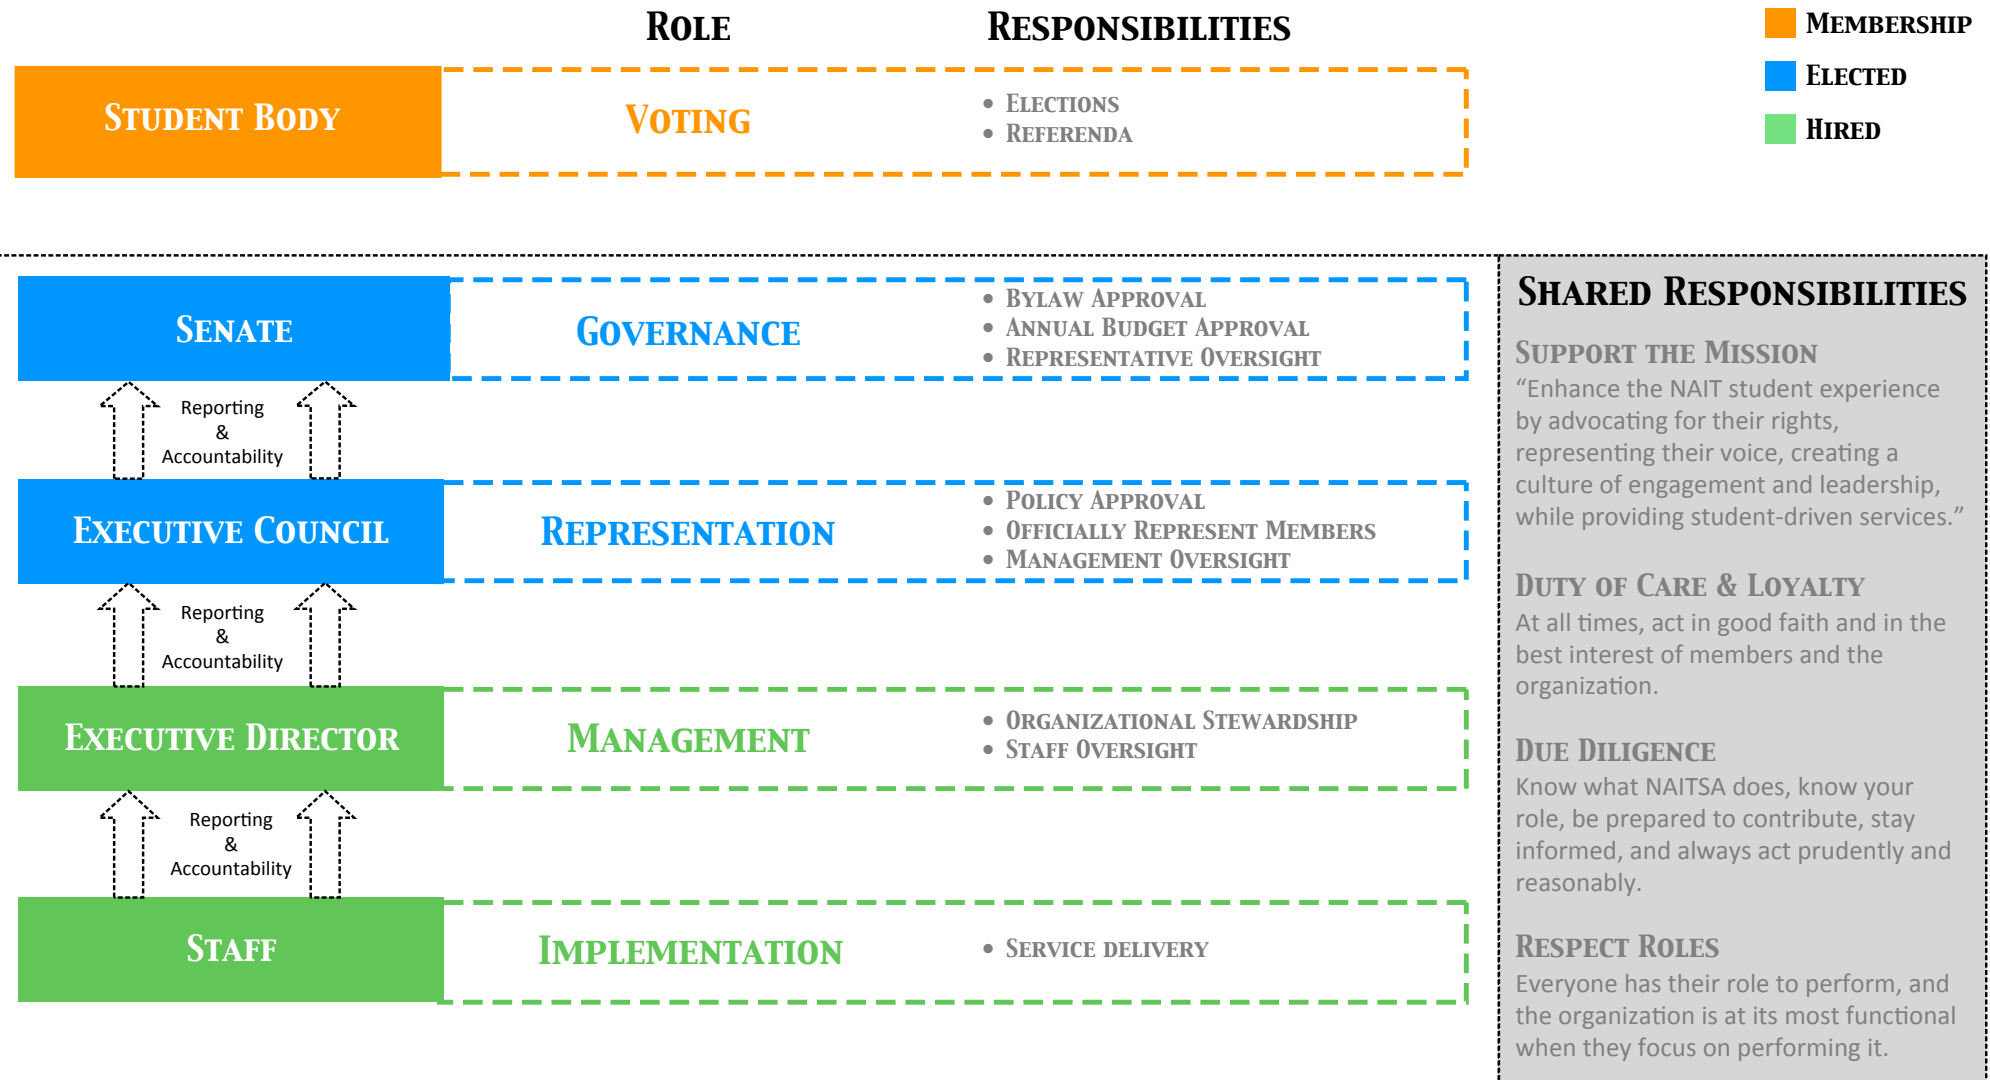 Role Responsibilities
Membership
Elected
Hired
Student Body
Voting
• Elections
• Referenda
Senate
Governance
• Bylaw Approval
• Annual Budget Approval
• Representative Oversight
Reporting
&
Accountability
Executive Council
Representation
• Policy Approval
• Officially Represent Members
• Management Oversight
Reporting
&
Accountability
Executive Director
Management
• Organizational Stewardship
• Staff Oversight
Reporting
&
Accountability
Staff
Implementation
• Service delivery
Shared Responsibilities
Support the Mission
“Enhance the NAIT student experience
by advocating for their rights,
representing their voice, creating a
culture of engagement and leadership,
while providing student-driven services.”
Duty of Care & Loyalty
At all times, act in good faith and in the
best interest of members and the
organization.
Due Diligence
Know what NAITSA does, know your
role, be prepared to contribute, stay
informed, and always act prudently and
reasonably.
Respect Roles
Everyone has their role to perform, and
the organization is at its most functional
when they focus on performing it.